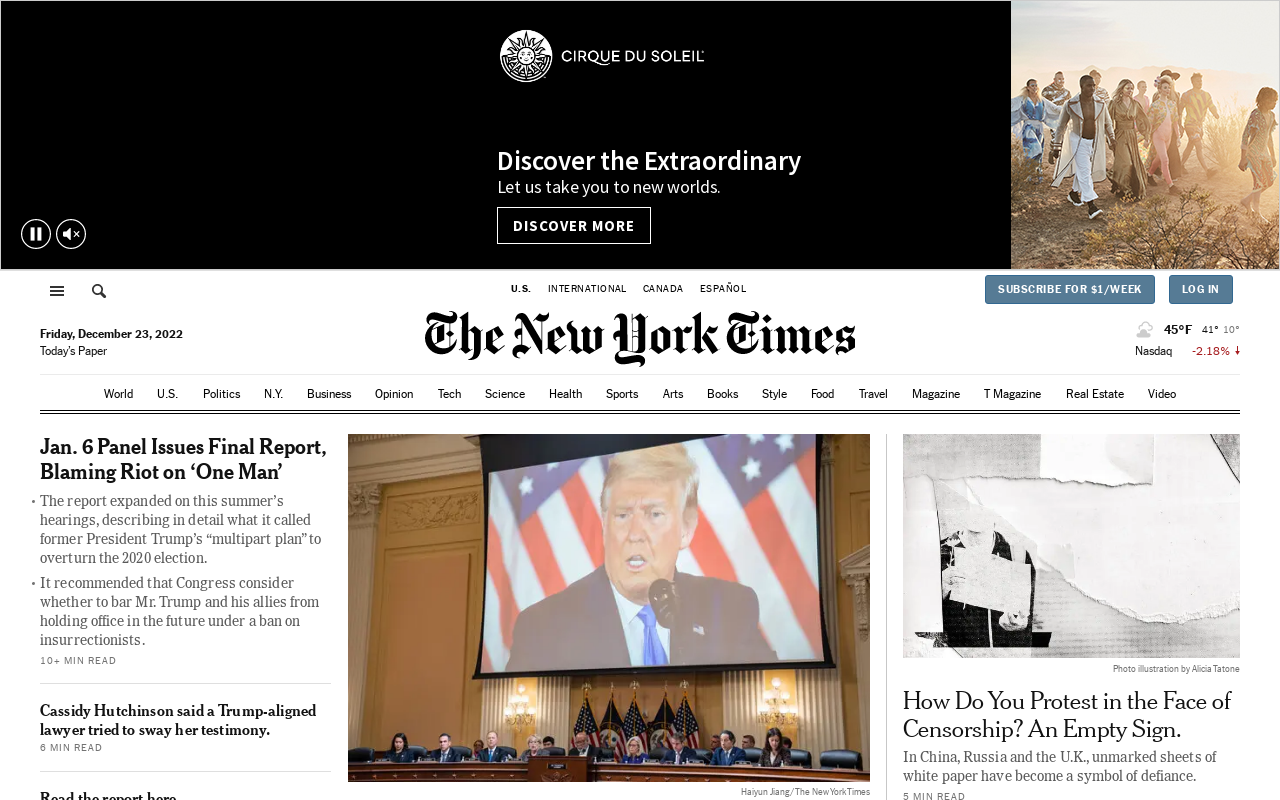 CIRQUE DU SOLEIL
Discover the Extraordinary
Let us take you to new worlds.
DISCOVER MORE
U.S. INTERNATIONAL CANADA ESPAÑOL
SUBSCRIBE FOR $1/WEEK LOG IN
Friday, December 23, 2022
Today's Paper
The New York Times
45°F 41° 10°
Nasdaq -2.18%
World U.S. Politics N.Y. Business Opinion Tech Science Health Sports Arts Books Style Food Travel Magazine T Magazine Real Estate Video
Jan. 6 Panel Issues Final Report,
Blaming Riot on ‘One Man’
• The report expanded on this summer’s
hearings, describing in detail what it called
former President Trump’s “multipart plan” to
overturn the 2020 election.
• It recommended that Congress consider
whether to bar Mr. Trump and his allies from
holding office in the future under a ban on
insurrectionists.
10+ MIN READ
Cassidy Hutchinson said a Trump-aligned
lawyer tried to sway her testimony.
6 MIN READ
Read the report here.
Haiyun Jiang/The New York Times
Photo illustration by Alicia Tatone
How Do You Protest in the Face of
Censorship? An Empty Sign.
In China, Russia and the U.K., unmarked sheets of
white paper have become a symbol of defiance.
5 MIN READ